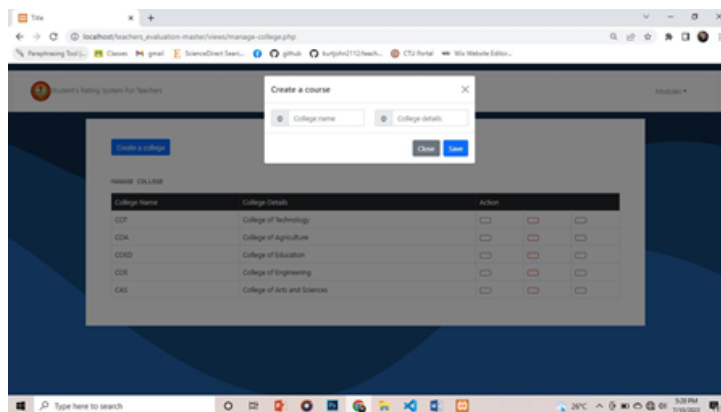 Title
localhost/teachers_evaluation-master/views/manage-college.php
Paraphrasing Tool |... Classes gmail ScienceDirect Searc... github kurtjohn2112/teach... CTU Portal Wix Website Editor...
Student's Rating System For Teachers
Modules
Create a course
College name College details
Close Save
Create a college
MANAGE COLLEGE
College Name College Details Action
COT College of Technology
COA College of Agriculture
COED College of Education
COE College of Engineering
CAS College of Arts and Sciences
Type here to search
26°C
5:28 PM